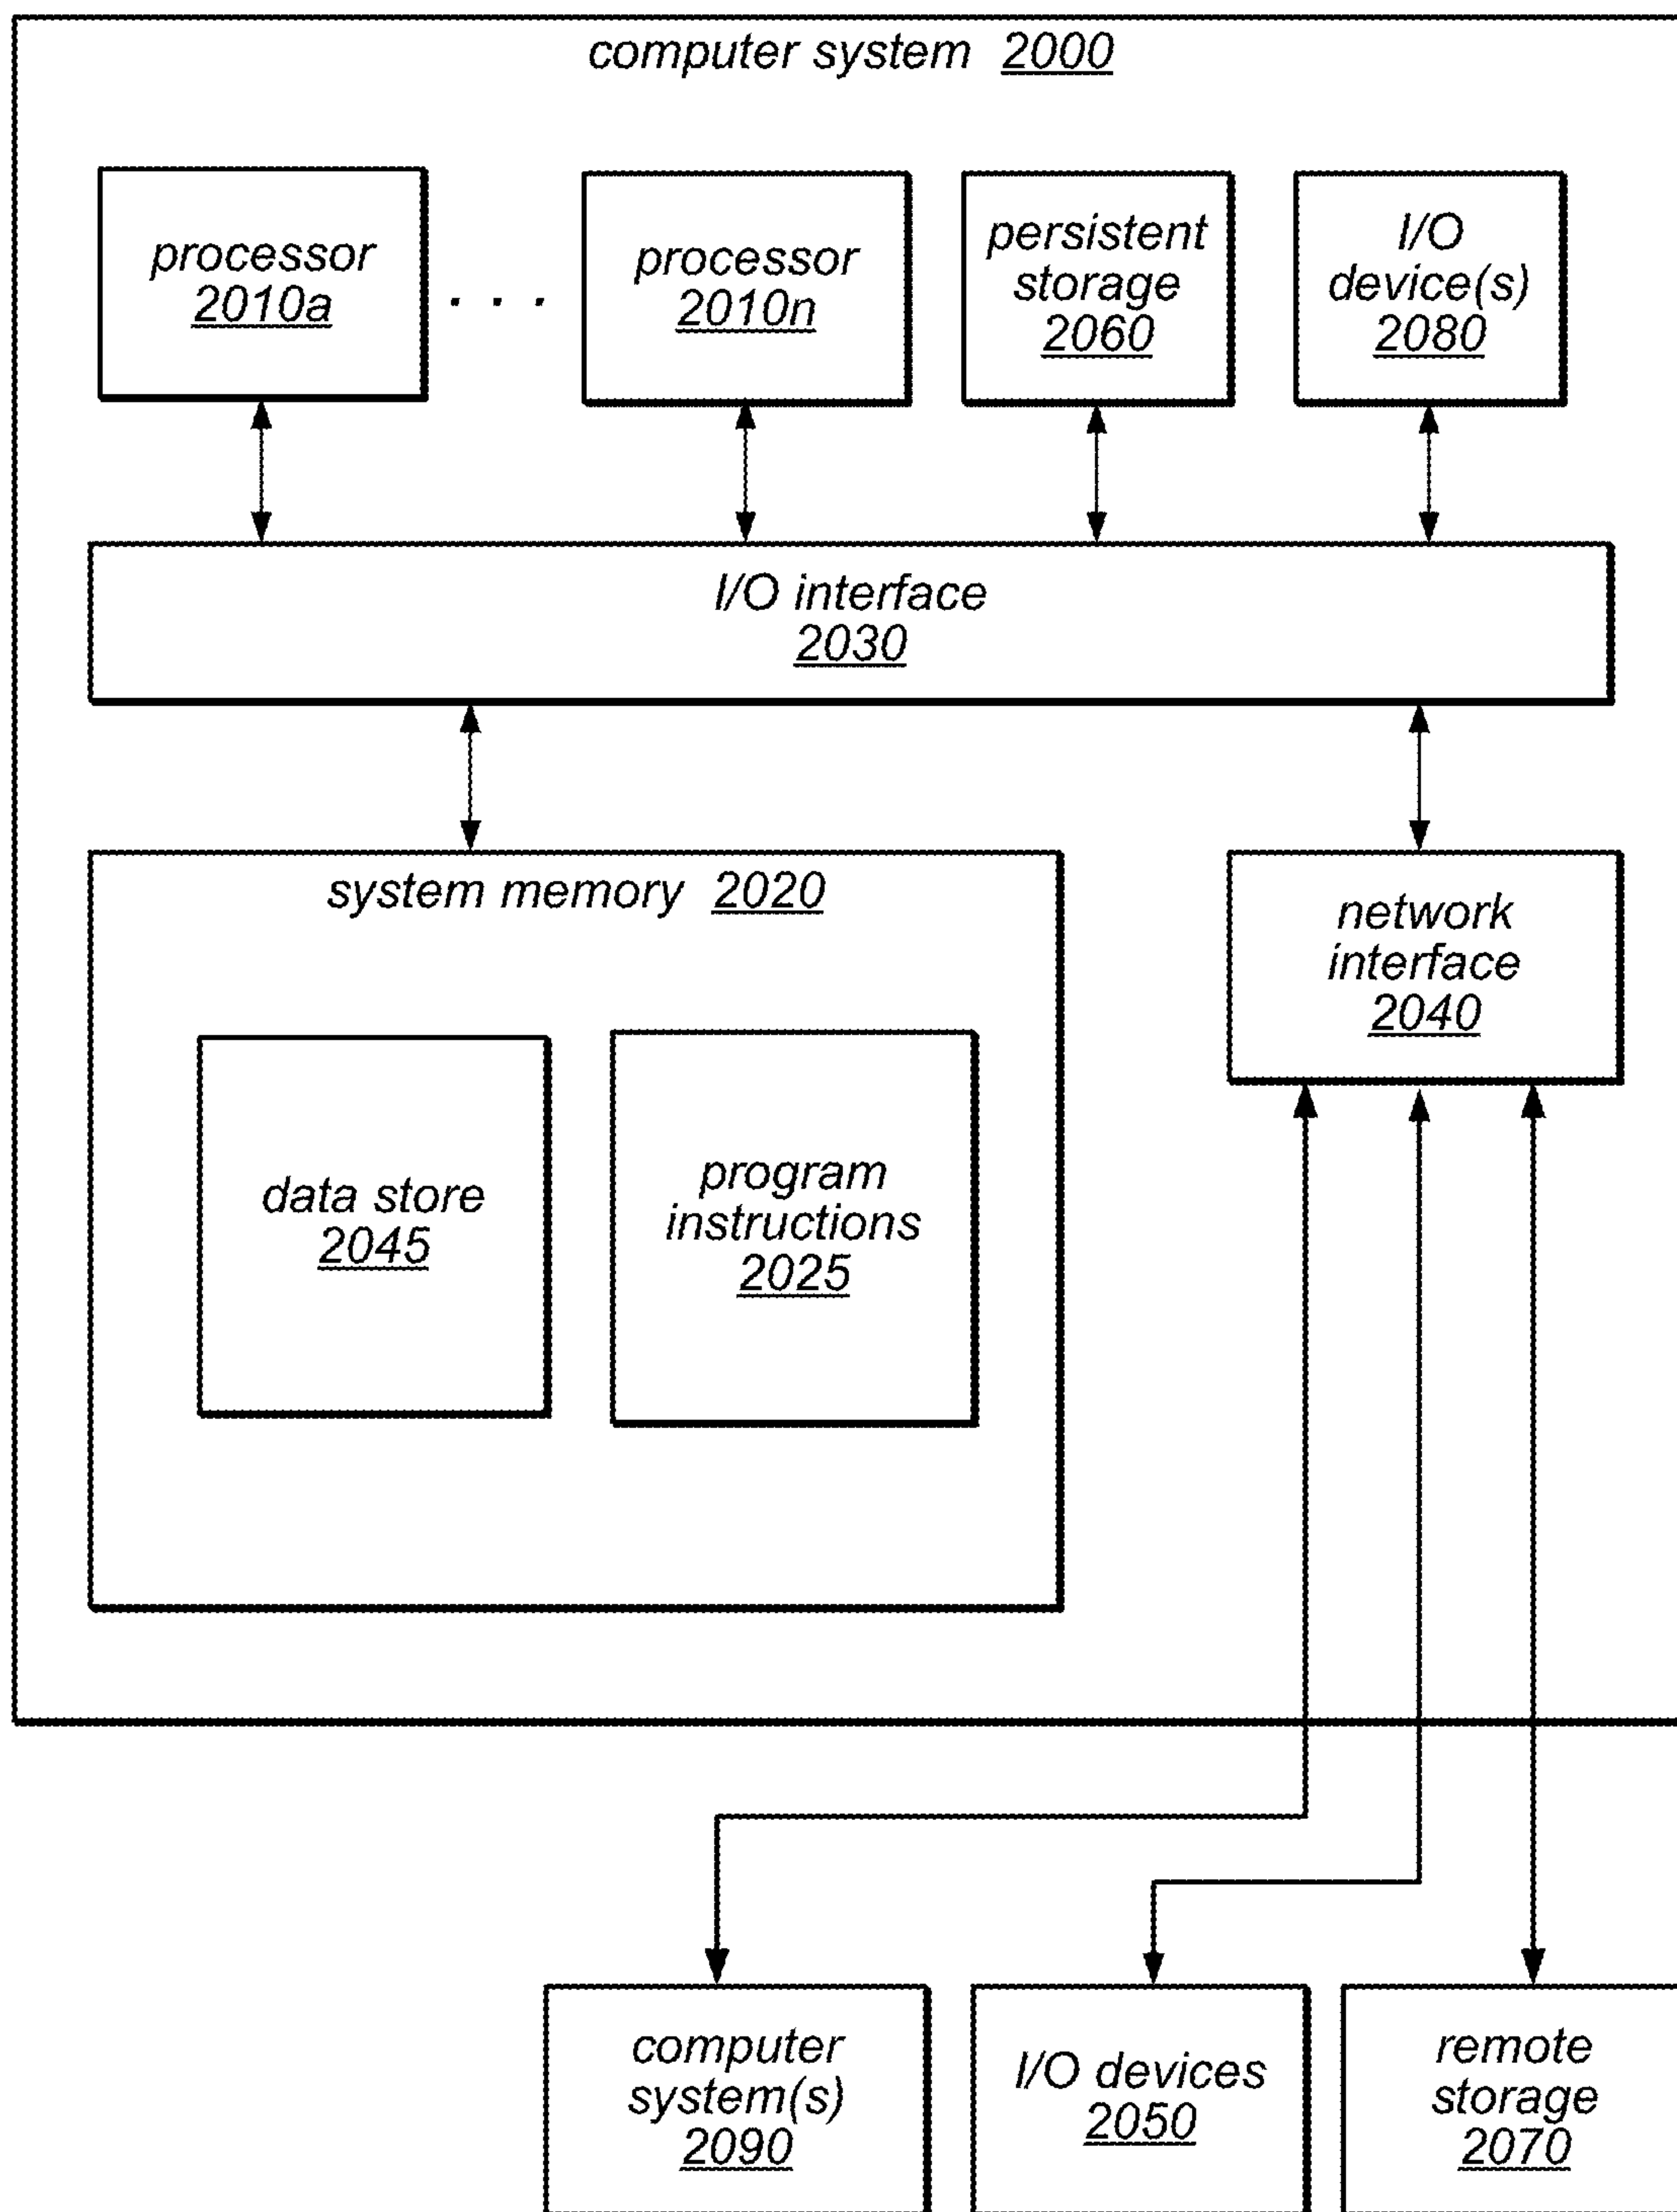 computer system 2000
processor
2010a
. . .
processor
2010n
persistent
storage
2060
I/O
device(s)
2080
I/O interface
2030
system memory 2020
data store
2045
program
instructions
2025
network
interface
2040
computer
system(s)
2090
I/O devices
2050
remote
storage
2070